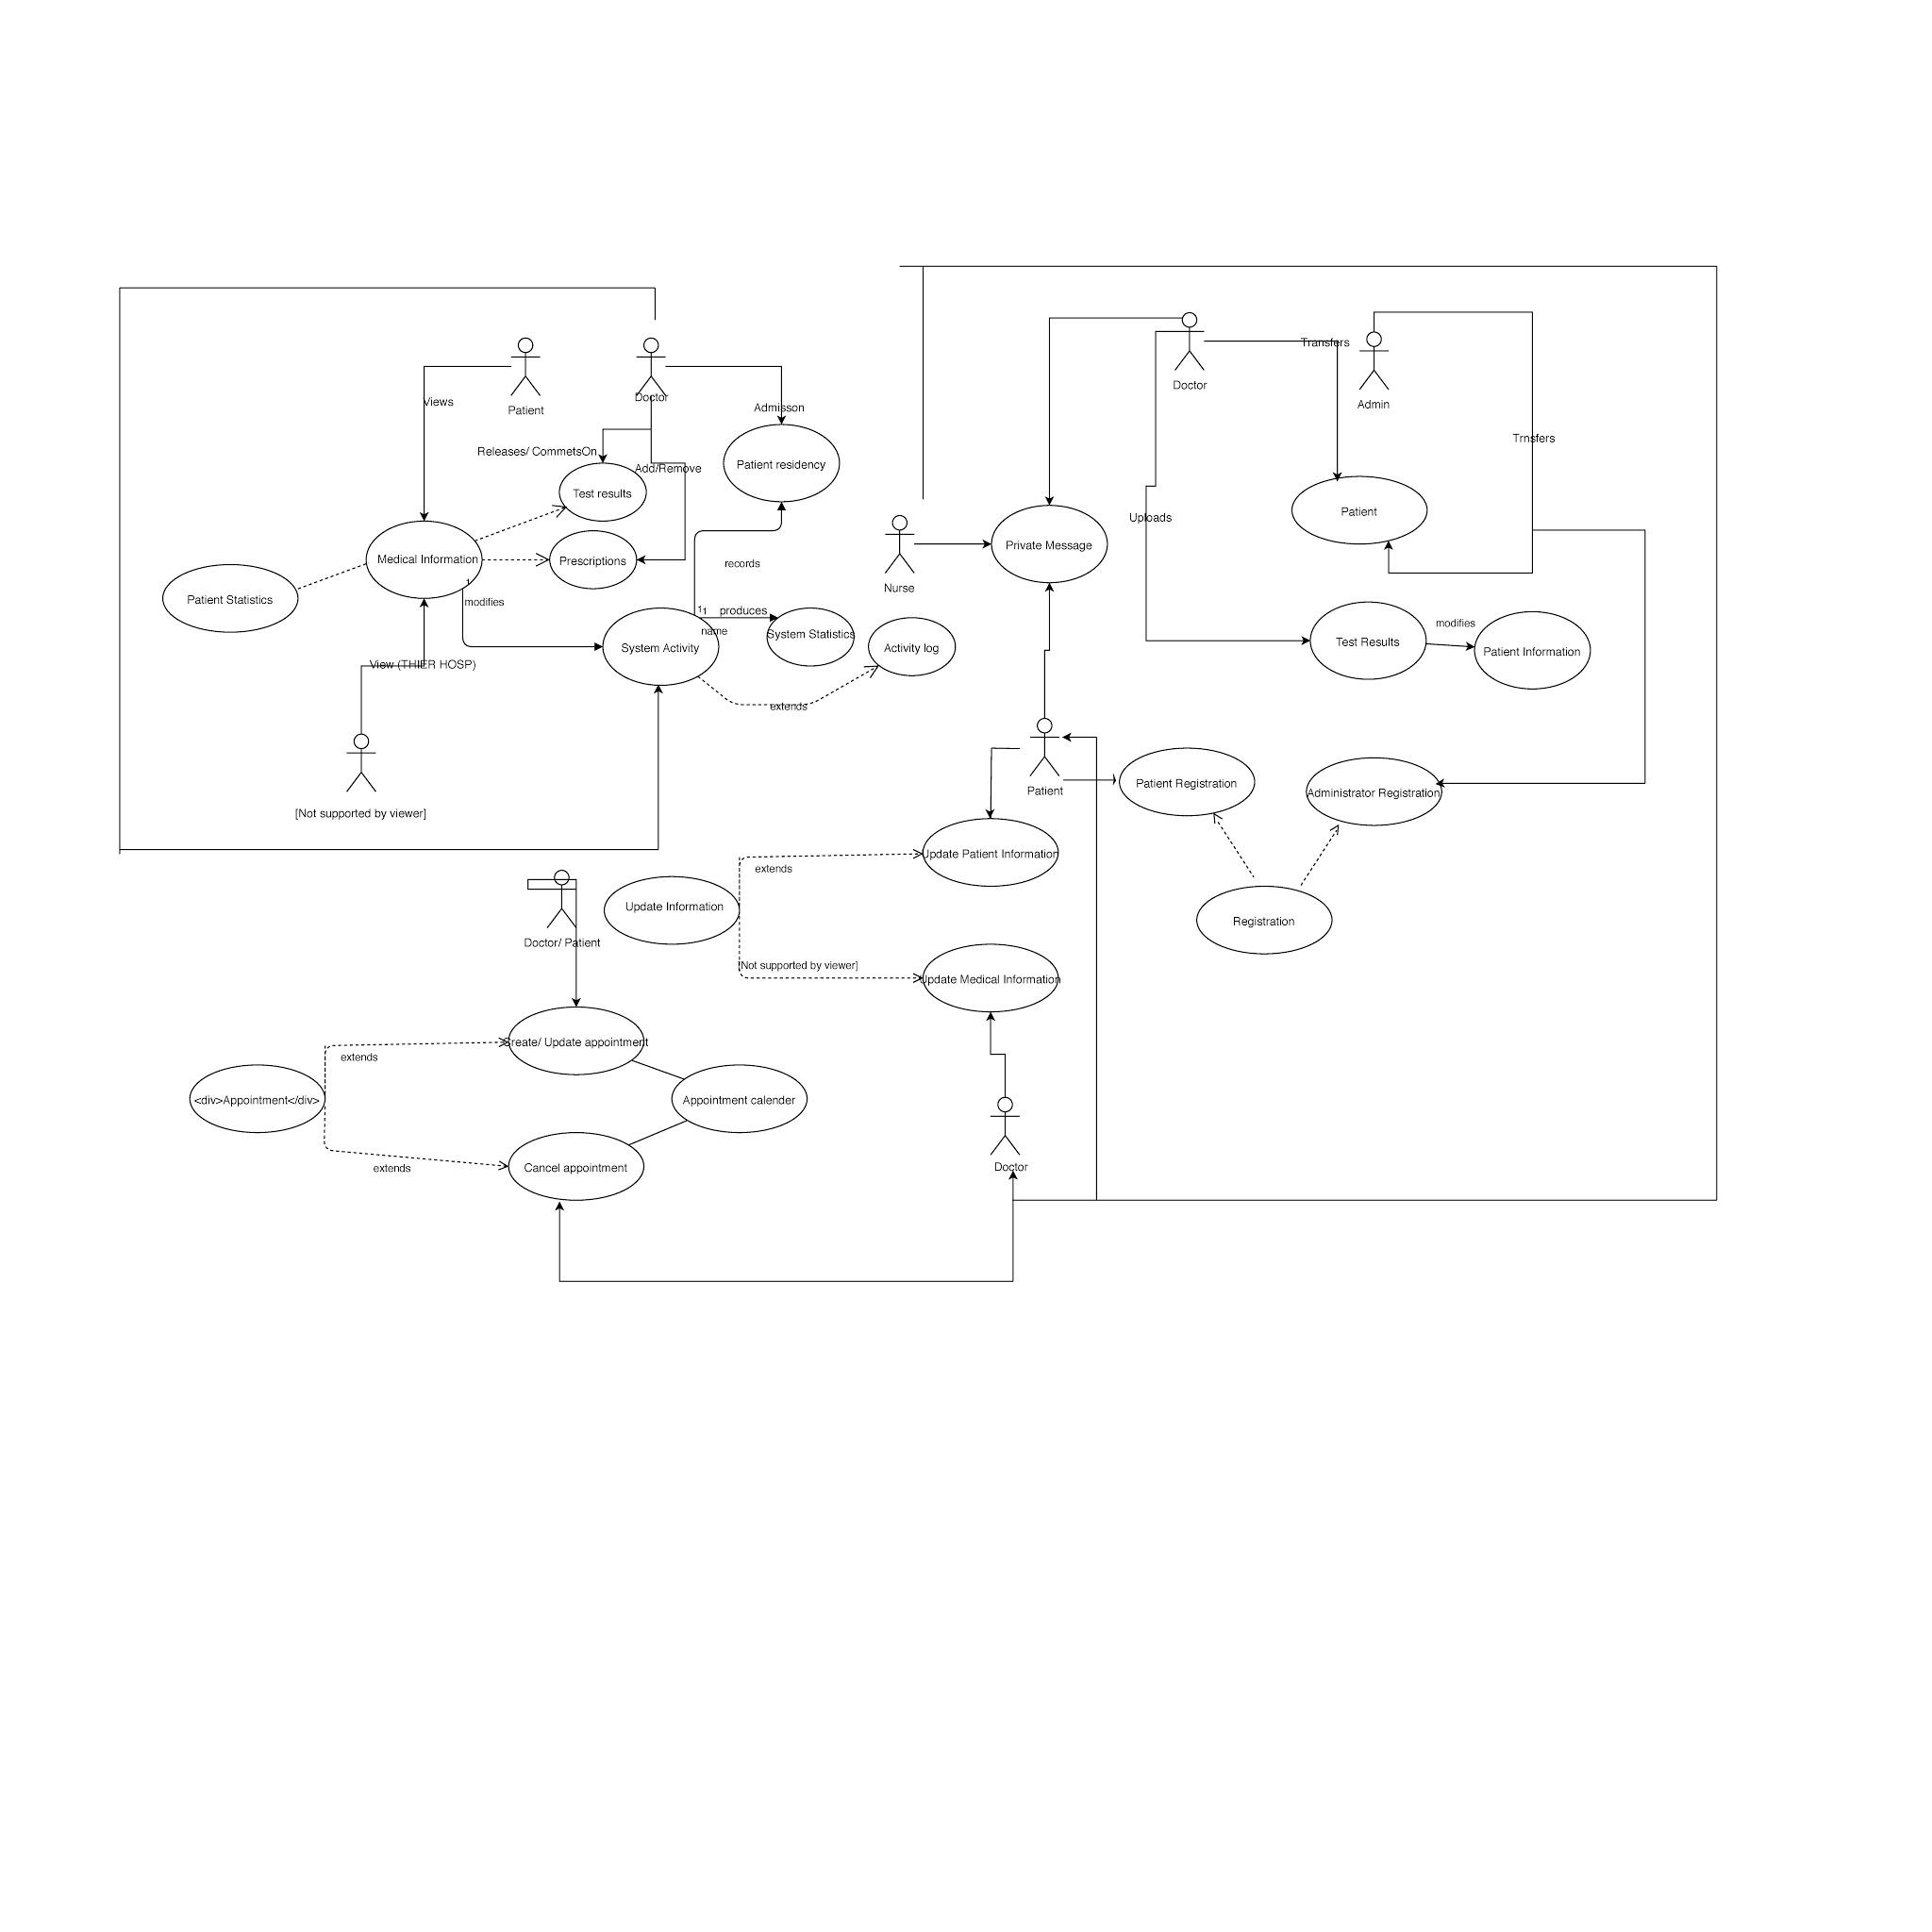 Transfers
Doctor
Views
Patient
Doctor
Admisson
Admin
Trnsfers
Releases/ CommetsOn
Add/Remove
Patient residency
Test results
Patient
Uploads
Private Message
Medical Information
Prescriptions
records
Nurse
1
modifies
Patient Statistics
1
1
produces
name
System Statistics
System Activity
Activity log
modifies
Test Results
Patient Information
View (THIER HOSP)
extends
[Not supported by viewer]
Patient
Patient Registration
Administrator Registration
Update Patient Information
extends
Update Information
Registration
Doctor/ Patient
[Not supported by viewer]
Update Medical Information
Create/ Update appointment
extends
<div>Appointment</div>
Appointment calender
Cancel appointment
extends
Doctor